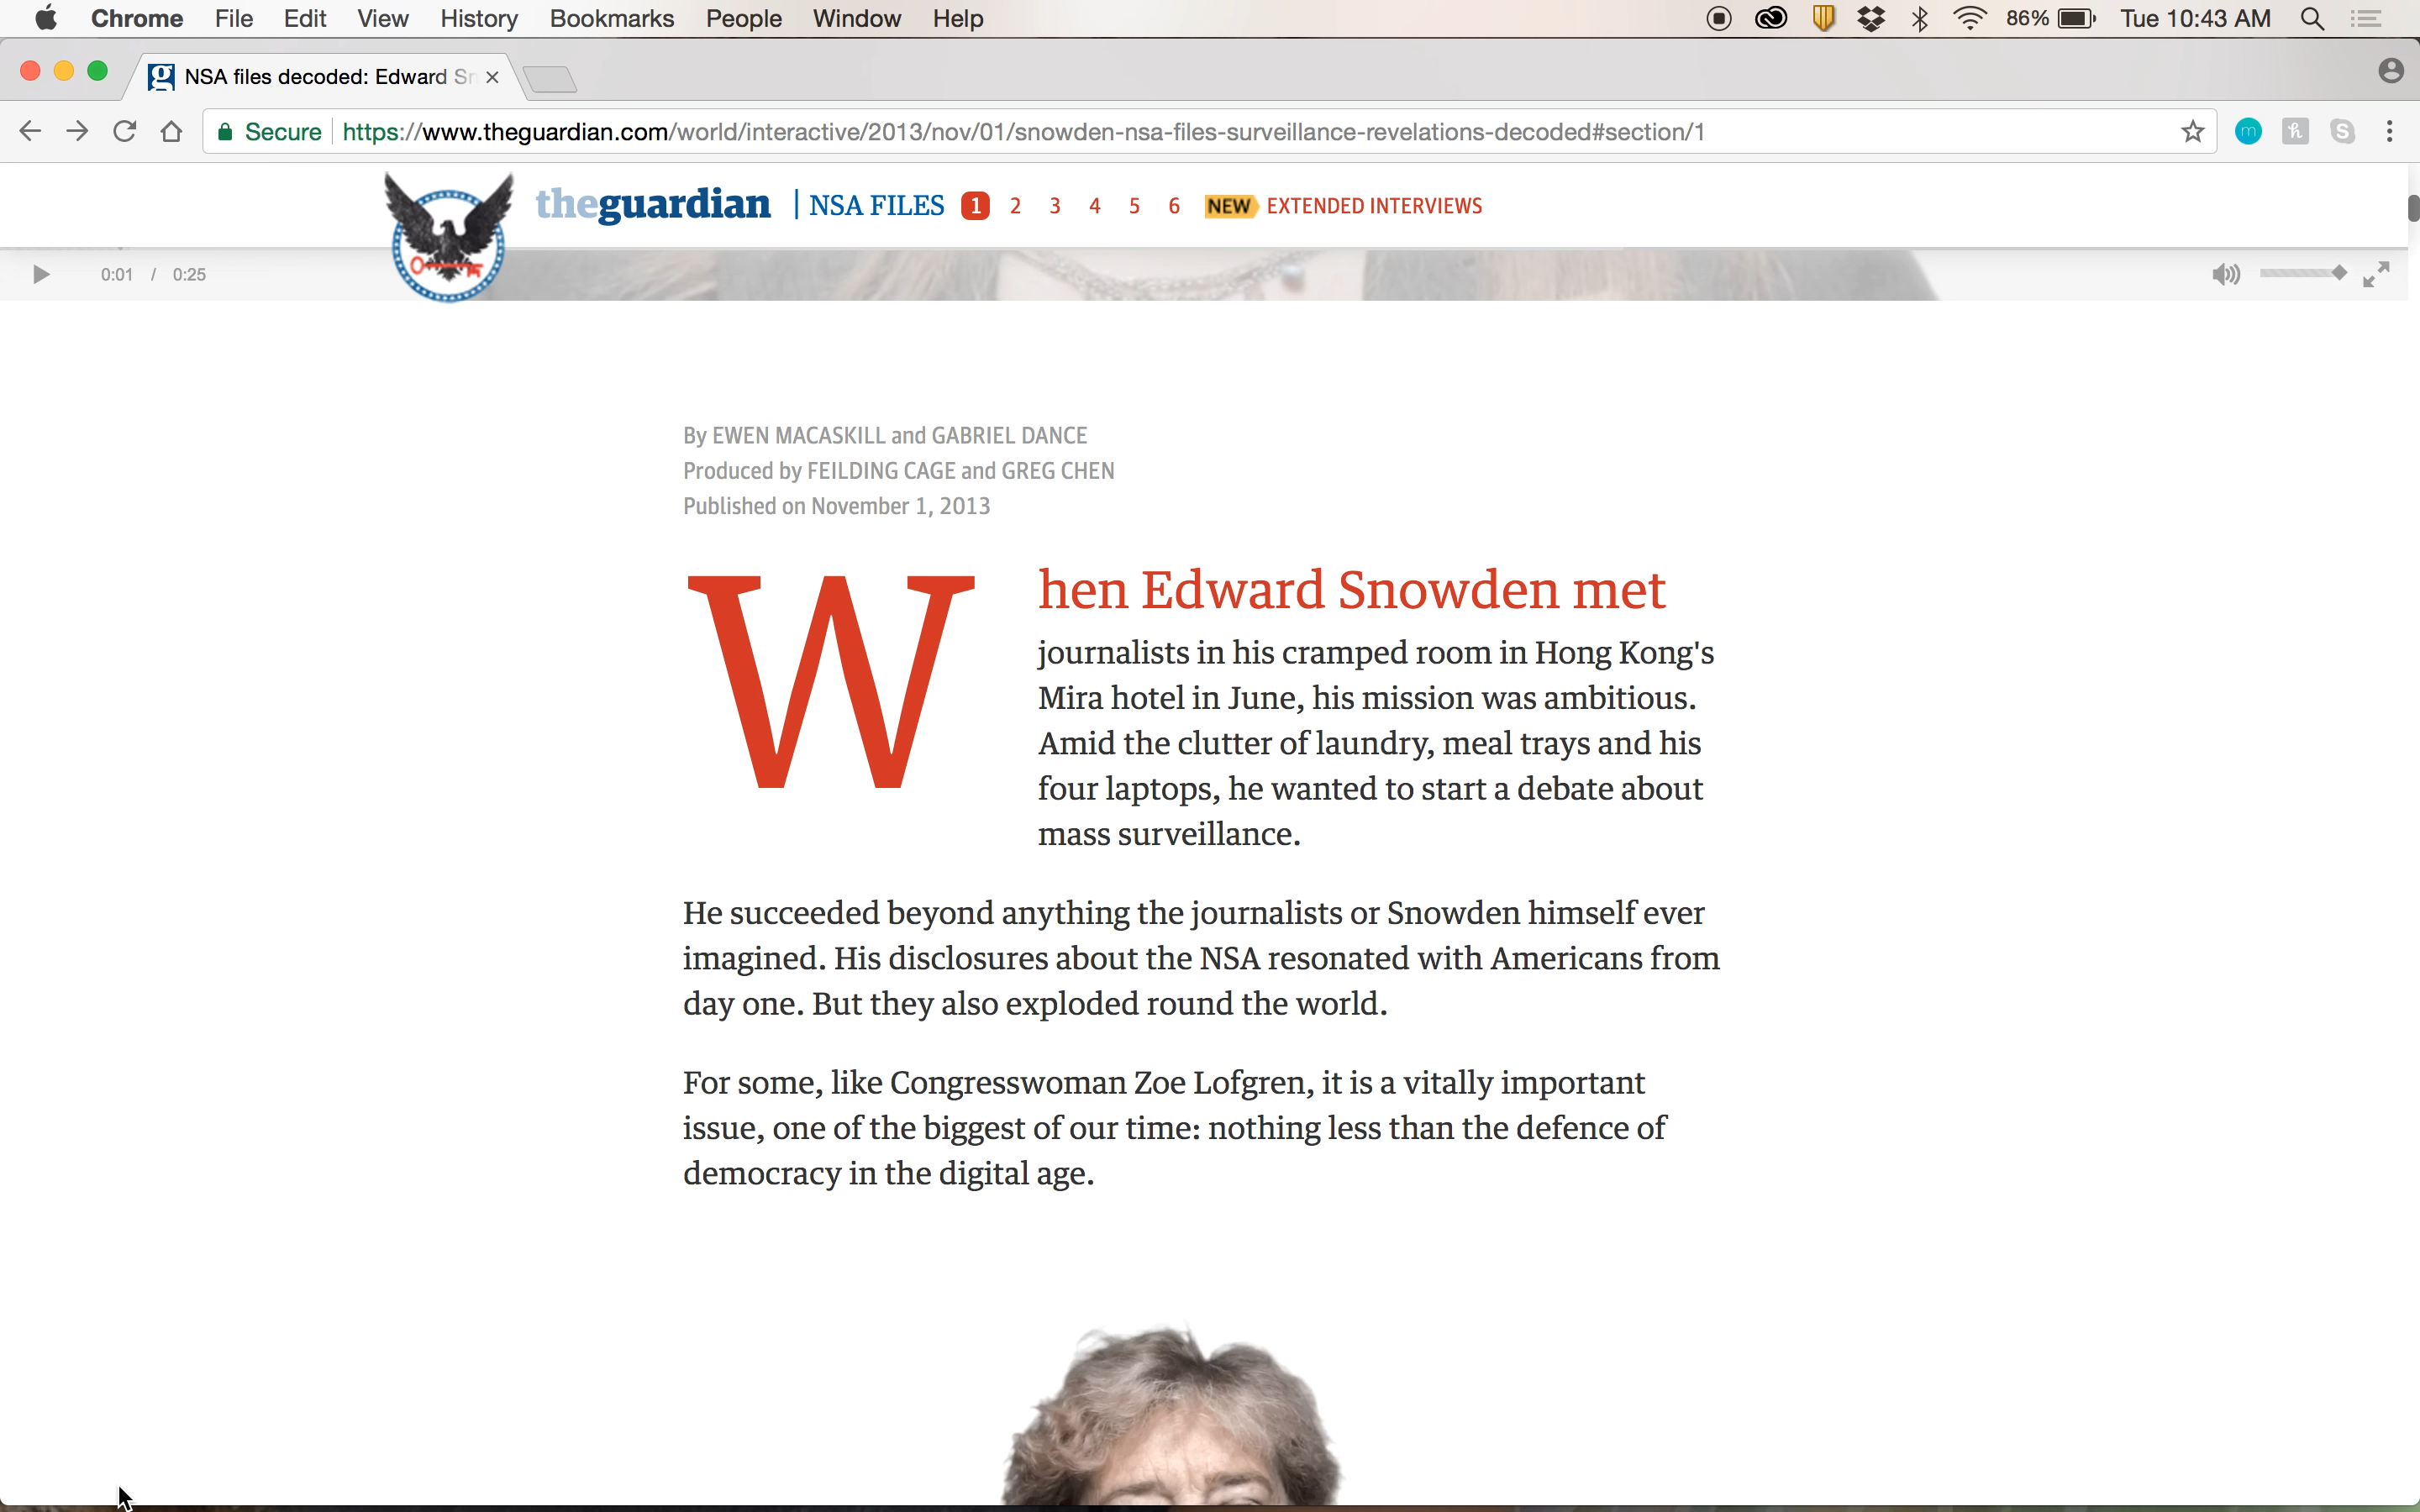 Chrome File Edit View History Bookmarks People Window Help 86% Tue 10:43 AM
NSA files decoded: Edward Sn
Secure https://www.theguardian.com/world/interactive/2013/nov/01/snowden-nsa-files-surveillance-revelations-decoded#section/1
theguardian | NSA FILES 1 2 3 4 5 6 NEW EXTENDED INTERVIEWS
0:01 / 0:25
By EWEN MACASKILL and GABRIEL DANCE
Produced by FEILDING CAGE and GREG CHEN
Published on November 1, 2013
When Edward Snowden met
journalists in his cramped room in Hong Kong's
Mira hotel in June, his mission was ambitious.
Amid the clutter of laundry, meal trays and his
four laptops, he wanted to start a debate about
mass surveillance.
He succeeded beyond anything the journalists or Snowden himself ever
imagined. His disclosures about the NSA resonated with Americans from
day one. But they also exploded round the world.
For some, like Congresswoman Zoe Lofgren, it is a vitally important
issue, one of the biggest of our time: nothing less than the defence of
democracy in the digital age.